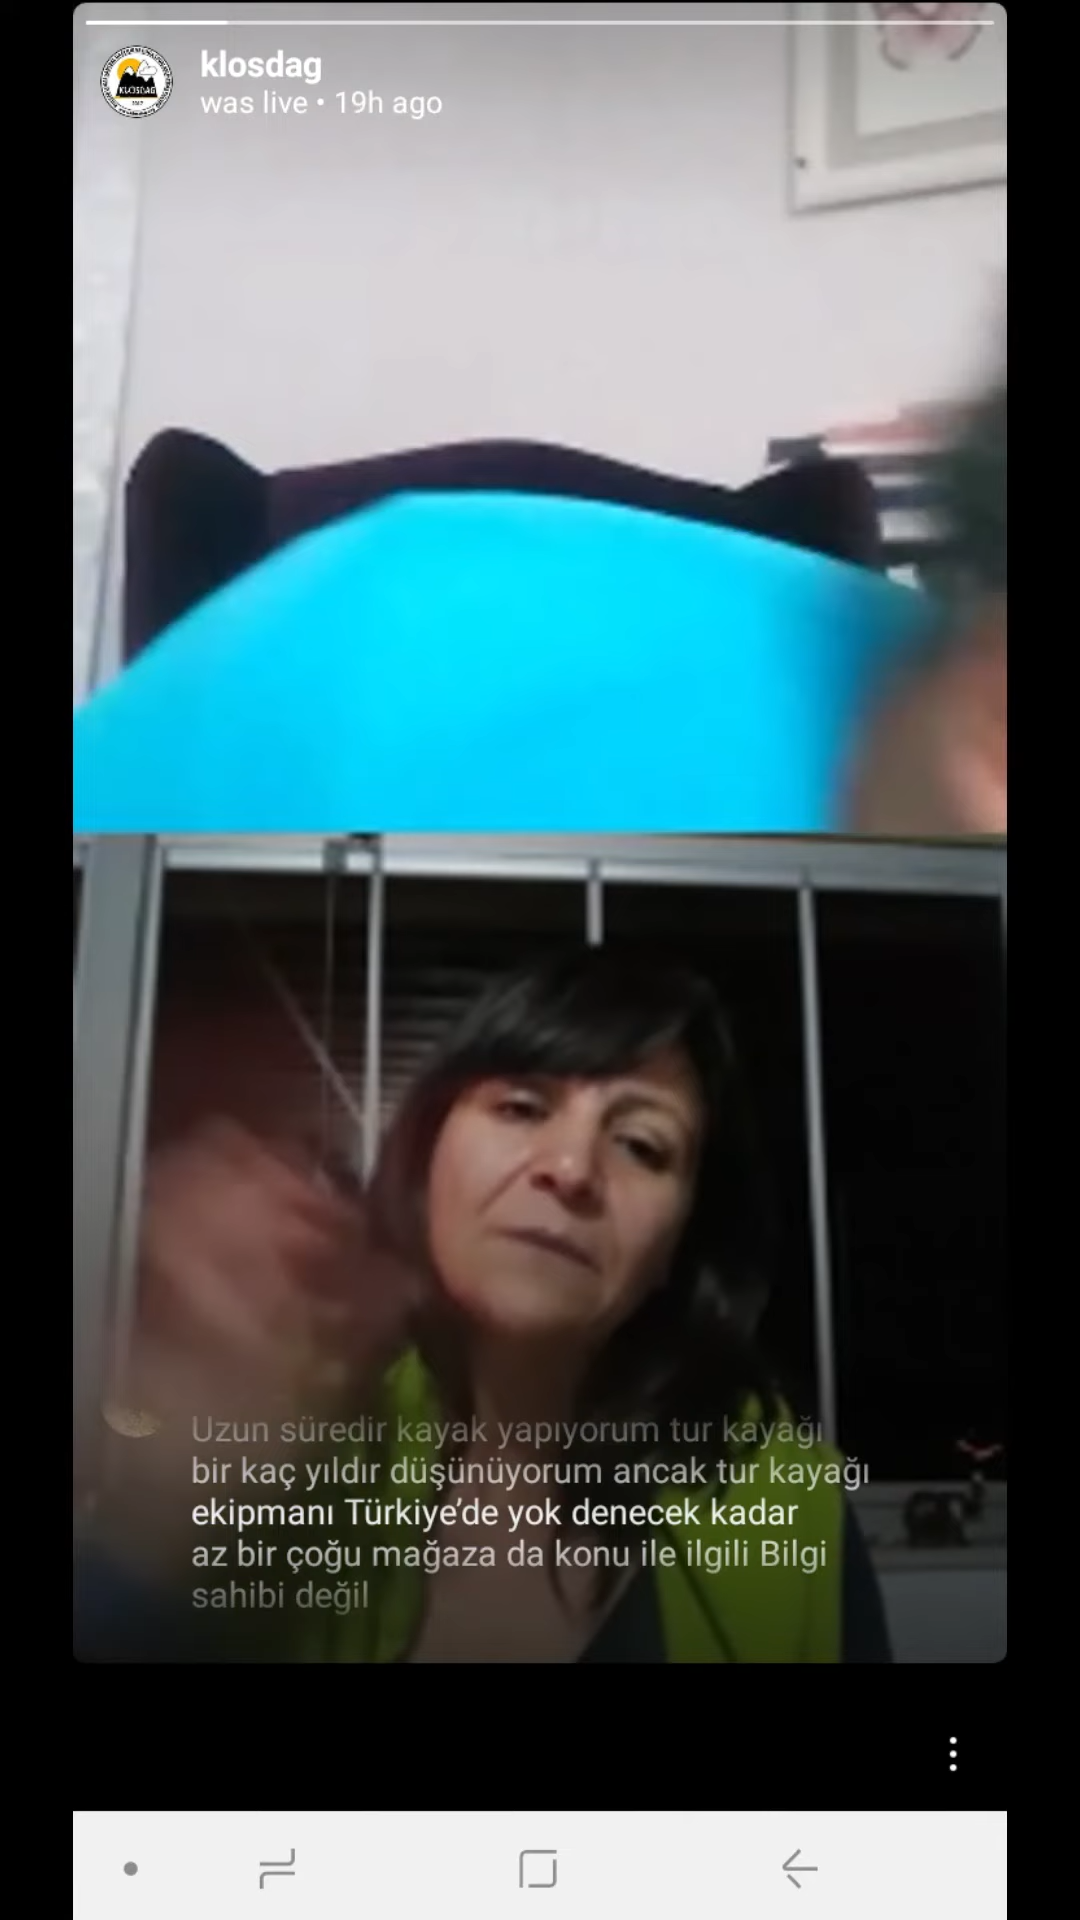 klosdag
was live • 19h ago
KLOSDAG
Uzun süredir kayak yapıyorum tur kayağı
bir kaç yıldır düşünüyorum ancak tur kayağı
ekipmanı Türkiye’de yok denecek kadar
az bir çoğu mağaza da konu ile ilgili Bilgi
sahibi değil